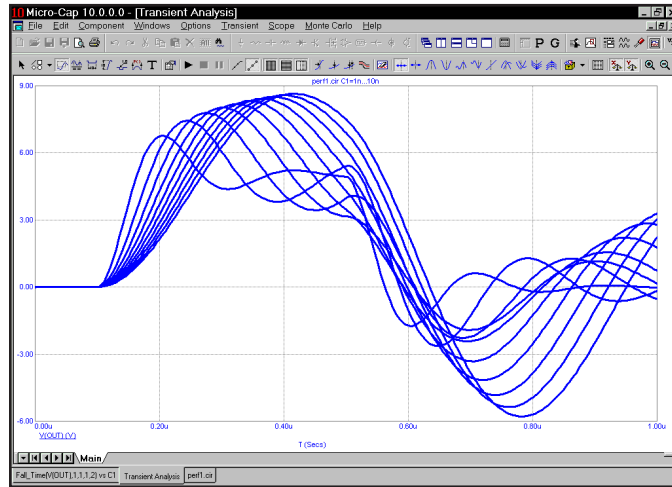 Micro-Cap 10.0.0.0 - [Transient Analysis]
File Edit Component Windows Options Transient Scope Monte Carlo Help
P G
T
perf1.cir C1=1n...10n
9.00
6.00
3.00
0.00
-3.00
-6.00
0.00u 0.20u 0.40u 0.60u 0.80u 1.00u
V(OUT) (V)
T (Secs)
Main
Fall_Time(V(OUT),1,1,1,2) vs C1 Transient Analysis perf1.cir